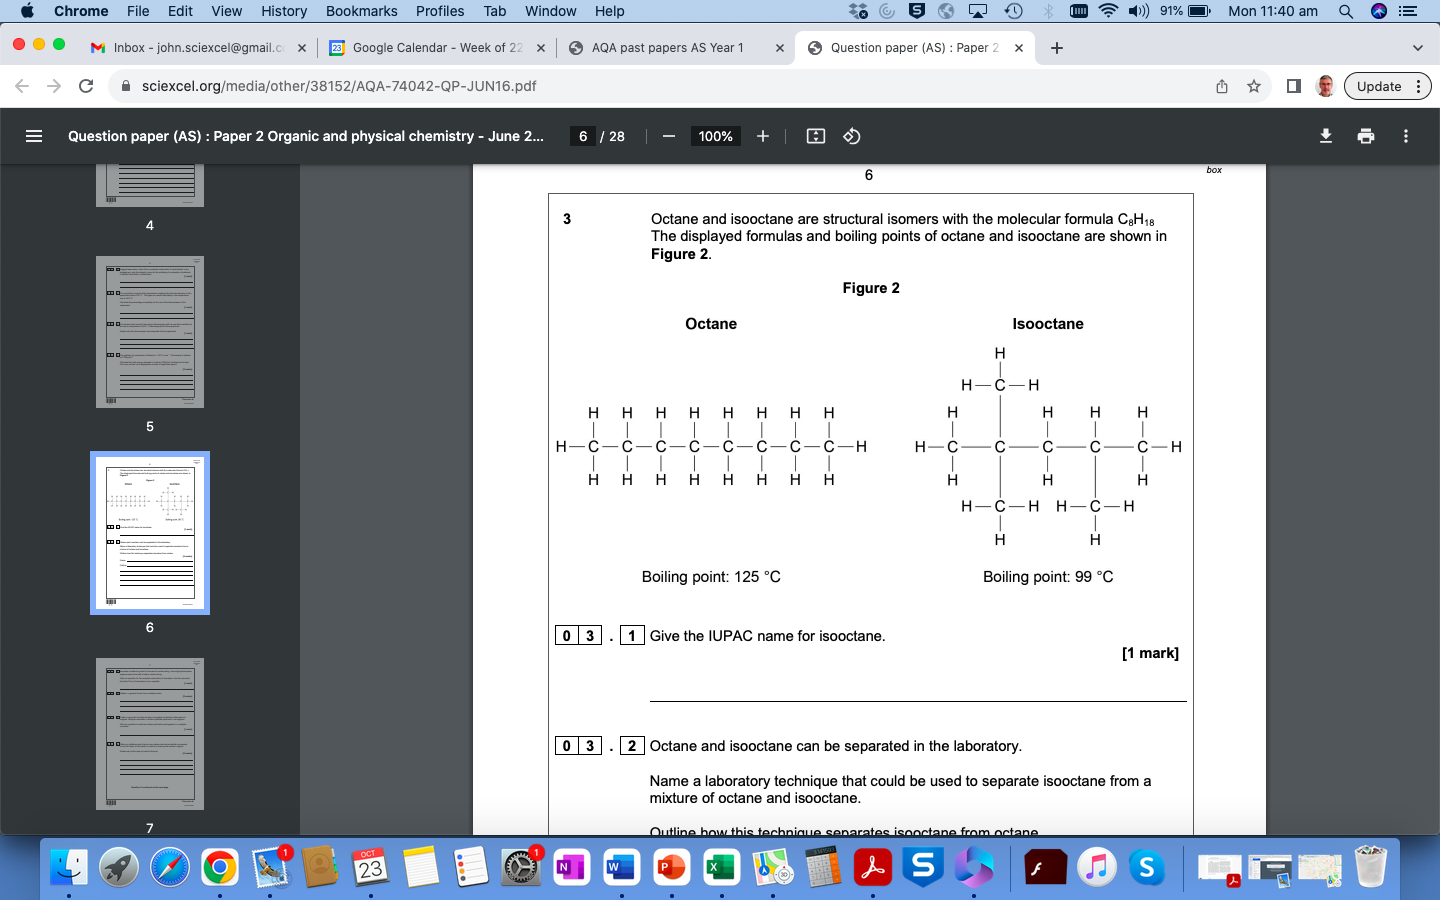 Chrome File Edit View History Bookmarks Profiles Tab Window Help 91% Mon 11:40 am
Inbox - john.sciexcel@gmail.c
23 Google Calendar - Week of 22
AQA past papers AS Year 1
Question paper (AS) : Paper 2
sciexcel.org/media/other/38152/AQA-74042-QP-JUN16.pdf
Update
Question paper (AS) : Paper 2 Organic and physical chemistry - June 2...
6 / 28
100%
4
5
6
7
6
box
3 Octane and isooctane are structural isomers with the molecular formula C₈H₁₈
The displayed formulas and boiling points of octane and isooctane are shown in
Figure 2.
Figure 2
Octane Isooctane
H
H—C—H
H H H H H H H H H H H H
H—C—C—C—C—C—C—C—C—H H—C—C—C—C—C—H
H H H H H H H H H H H
H—C—H H—C—H
H H
Boiling point: 125 °C Boiling point: 99 °C
0 3 . 1 Give the IUPAC name for isooctane.
[1 mark]
0 3 . 2 Octane and isooctane can be separated in the laboratory.
Name a laboratory technique that could be used to separate isooctane from a
mixture of octane and isooctane.
Outline how this technique separates isooctane from octane.
1
OCT
23
1
N
W
P
X
3D
S
f
S